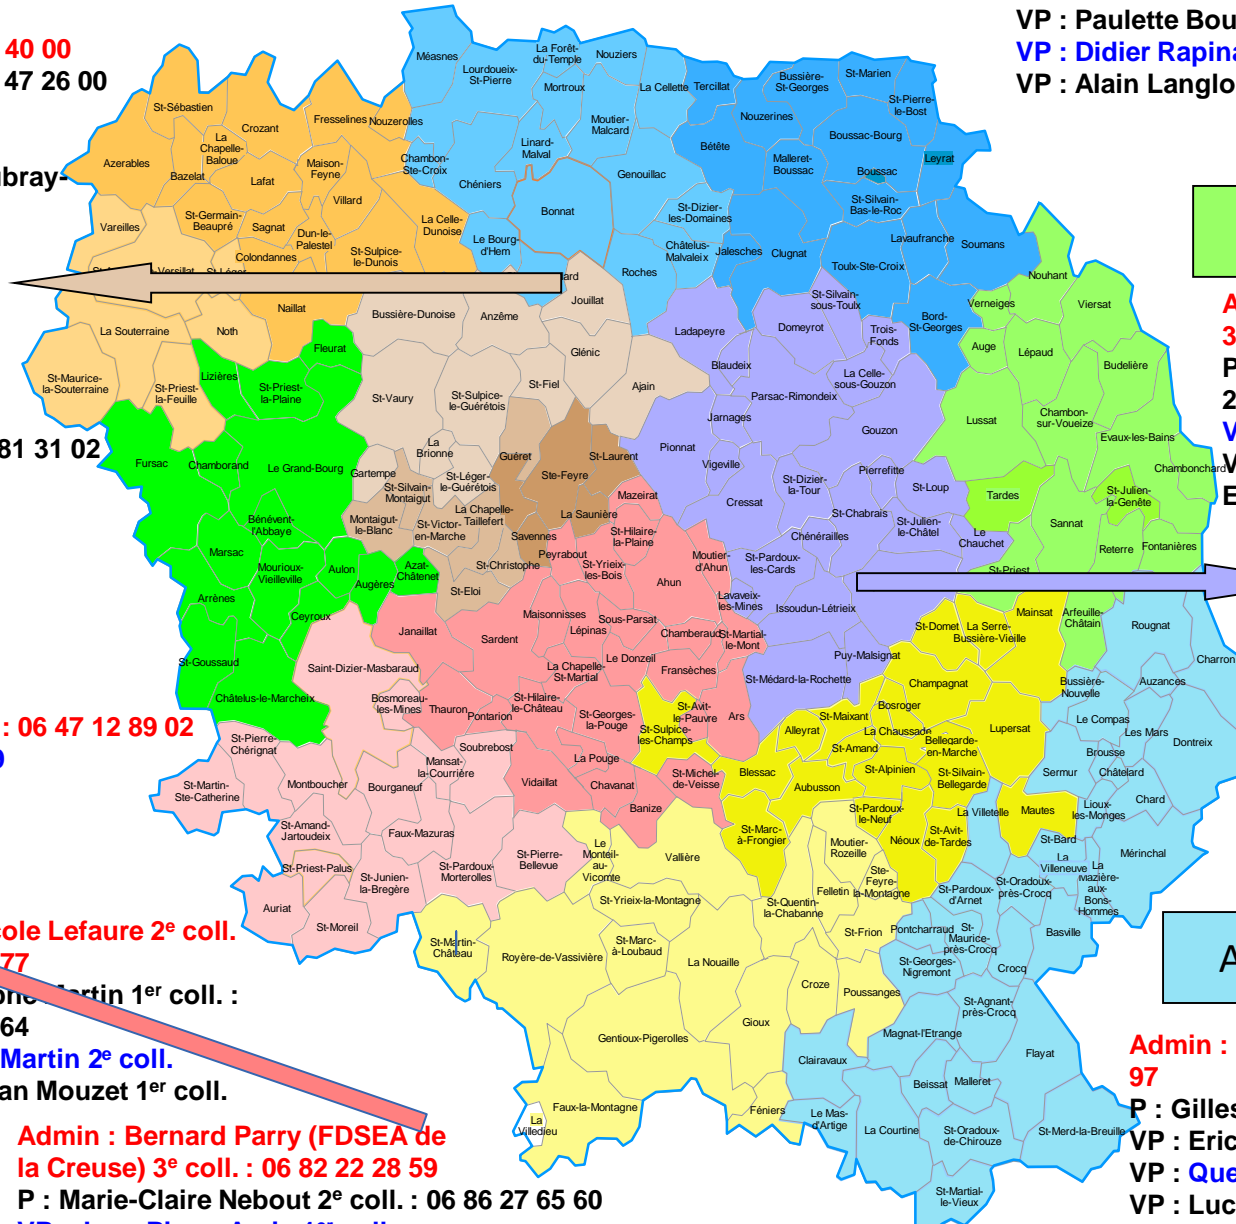 VP : Paulette Bou
VP : Didier Rapina
VP : Alain Langlo
40 00
47 26 00
ubray-
81 31 02
: 06 47 12 89 02
9
cole Lefaure 2e coll.
77
Martin 1er coll. :
64
Martin 2e coll.
an Mouzet 1er coll.
Admin : Bernard Parry (FDSEA de
la Creuse) 3e coll. : 06 82 22 28 59
P : Marie-Claire Nebout 2e coll. : 06 86 27 65 60
A
3
P
2
V
V
E
A
Admin :
97
P : Gilles
VP : Eric
VP : Que
VP : Luc
Méasnes
Lourdoueix-
St-Pierre
La Forêt-
du-Temple
Nouziers
Mortroux
La Cellette
Moutier-
Malcard
Linard-
Malval
Chambon-
Ste-Croix
Chéniers
Genouillac
Bonnat
Le Bourg-
d'Hem
St-Dizier-
les-Domaines
Châtelus-
Malvaleix
Roches
Tercillat
Bussière-
St-Georges
St-Marien
St-Pierre-
le-Bost
Nouzerines
Boussac-Bourg
Bétête
Malleret-
Boussac
Boussac
Leyrat
St-Silvain-
Bas-le-Roc
Lavaufranche
Soumans
Jalesches
Clugnat
Toulx-Ste-Croix
Bord-
St-Georges
St-Sébastien
Crozant
Fresselines
Nouzerolles
La
Chapelle-
Baloue
Azerables
Bazelat
Lafat
Maison-
Feyne
Villard
St-Germain-
Beaupré
Sagnat
Dun-le-
Palestel
La Celle-
Dunoise
Colondannes
St-Sulpice-
le-Dunois
Naillat
Vareilles
La Souterraine
Noth
St-Maurice-
la-Souterraine
St-Priest-
la-Feuille
Fleurat
Lizières
St-Priest-
la-Plaine
Fursac
Chamborand
Le Grand-Bourg
Bénévent-
l'Abbaye
Marsac
Mourioux-
Vieilleville
Aulon
Augères
Azat-
Châtenet
Arrènes
Ceyroux
St-Goussaud
Châtelus-le-Marcheix
Jouillat
Bussière-Dunoise
Anzême
Glénic
St-Fiel
Ajain
St-Vaury
St-Sulpice-
le-Guérétois
La
Brionne
Gartempe
St-Silvain-
Montaigut
St-Léger-
le-Guérétois
Guéret
Ste-Feyre
St-Laurent
La Saunière
Montaigut-
le-Blanc
St-Victor-
en-Marche
La Chapelle-
Taillefert
Savennes
St-Christophe
St-Eloi
Peyrabout
Mazeirat
St-Hilaire-
la-Plaine
St-Yrieix-
les-Bois
Ahun
Moutier-
d'Ahun
Lavaveix-
les-Mines
Maisonnisses
Sous-Parsat
Lépinas
Chamberaud
St-Martial-
le-Mont
Janaillat
Sardent
Le Donzeil
Fransèches
La Chapelle-
St-Martial
St-Hilaire-
le-Château
Thauron
Pontarion
St-Georges-
la-Pouge
Ars
La Pouge
Vidaillat
Chavanat
St-Michel-
de-Veisse
Banize
Ladapeyre
St-Silvain-
sous-Toulx
Domeyrot
Trois-
Fonds
Blaudeix
La Celle-
sous-Gouzon
Parsac-Rimondeix
Jarnages
Gouzon
Pionnat
Vigeville
Pierrefitte
St-Loup
St-Dizier-
la-Tour
Cressat
St-Chabrais
St-Julien-
le-Châtel
Le
Chauchet
Chénérailles
St-Pardoux-
les-Cards
Issoudun-Létrieix
Puy-Malsignat
St-Médard-la-Rochette
Nouhant
Verneiges
Viersat
Auge
Lépaud
Budelière
Lussat
Chambon-
sur-Voueize
Evaux-les-Bains
Chambonchard
Tardes
St-Julien-
la-Genête
Sannat
Reterre
Fontanières
St-Priest
Arfeuille-
Châtain
St-Domet
La Serre-
Bussière-Vieille
Mainsat
Champagnat
Bosroger
Lupersat
St-Maixant
La Chaussade
Bellegarde-
en-Marche
Alleyrat
St-Amand
St-Alpinien
St-Silvain-
Bellegarde
Blessac
Aubusson
St-Pardoux-
le-Neuf
Néoux
St-Avit-
de-Tardes
St-Marc-
à-Frongier
St-Avit-
le-Pauvre
St-Sulpice-
les-Champs
Mautes
Saint-Dizier-Masbaraud
Bosmoreau-
les-Mines
St-Pierre-
Chérignat
Soubrebost
Mansat-
la-Courrière
St-Martin-
Ste-Catherine
Montboucher
Bourganeuf
St-Amand-
Jartoudeix
Faux-Mazuras
St-Priest-Palus
St-Junien-
la-Bregère
St-Pardoux-
Morterolles
St-Pierre-
Bellevue
Auriat
St-Moreil
Le
Monteil-
au-
Vicomte
Vallière
Moutier-
Rozeille
Felletin
Ste-
Feyre-
la-Montagne
St-Yrieix-la-Montagne
St-Quentin-
la-Chabanne
St-Martin-
Château
Royère-de-Vassivière
St-Marc-
à-Loubaud
St-Frion
La Nouaille
Croze
Poussanges
Gentioux-Pigerolles
Gioux
Faux-la-Montagne
Féniers
La
Villedieu
Rougnat
Charron
Bussière-
Nouvelle
Auzances
Le Compas
Les Mars
Dontreix
Brousse
Sermur
Châtelard
Chard
Lioux-
les-Monges
La Villetelle
St-Bard
Mérinchal
La
Villeneuve
La
Mazière-
aux-
Bons-
Hommes
St-Pardoux-
d'Arnet
St-Oradoux-
près-Crocq
Basville
Pontcharraud
St-
Maurice-
près-Crocq
St-Georges-
Nigremont
Crocq
St-Agnant-
près-Crocq
Magnat-l'Etrange
Flayat
Clairavaux
Beissat
Malleret
Le Mas-
d'Artige
La Courtine
St-Oradoux-
de-Chirouze
St-Merd-la-Breuille
St-Martial-
le-Vieux